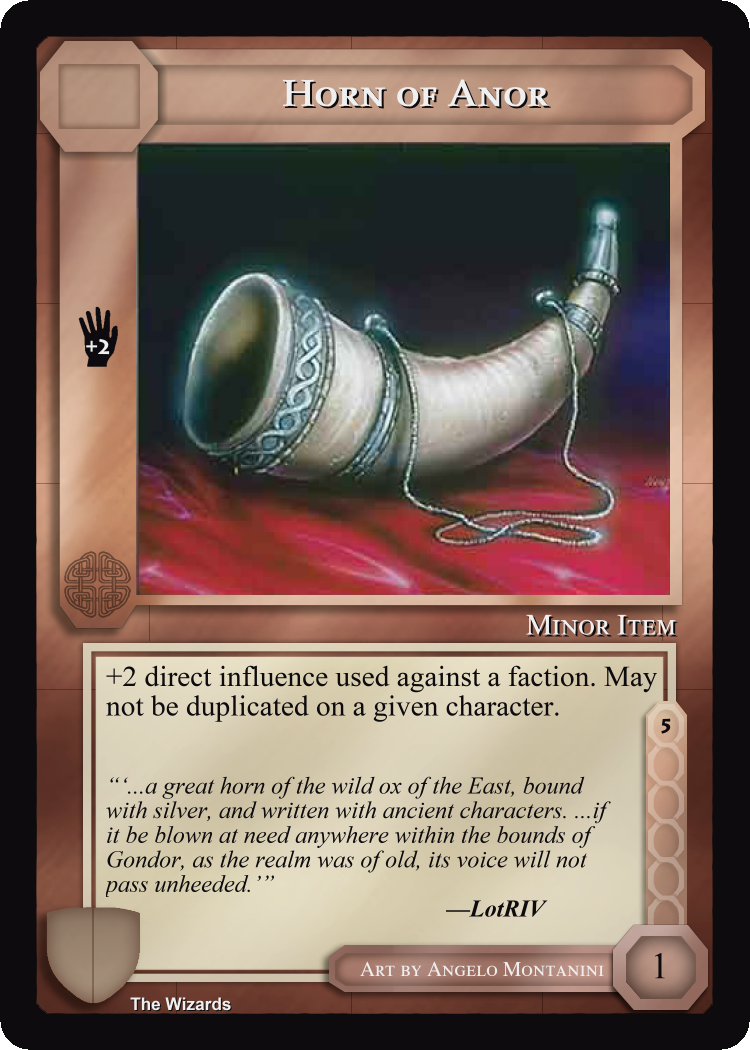 Horn of Anor
+2
Minor Item
+2 direct influence used against a faction. May
not be duplicated on a given character.
5
“‘...a great horn of the wild ox of the East, bound
with silver, and written with ancient characters. ...if
it be blown at need anywhere within the bounds of
Gondor, as the realm was of old, its voice will not
pass unheeded.’”
—LotRIV
Art by Angelo Montanini
1
The Wizards